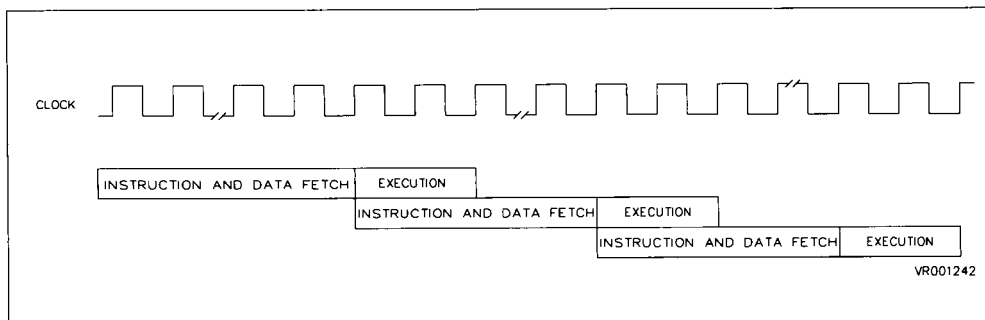 CLOCK
INSTRUCTION AND DATA FETCH EXECUTION
INSTRUCTION AND DATA FETCH EXECUTION
INSTRUCTION AND DATA FETCH EXECUTION
VR001242